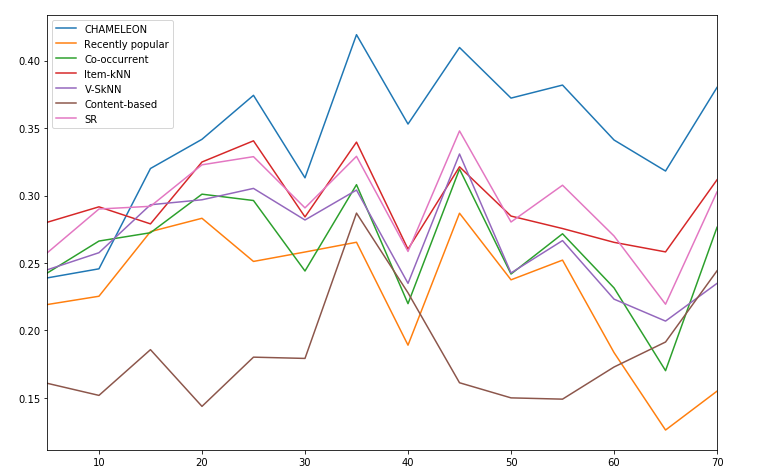 CHAMELEON
Recently popular
Co-occurrent
Item-kNN
V-SkNN
Content-based
SR
0.40
0.35
0.30
0.25
0.20
0.15
10 20 30 40 50 60 70